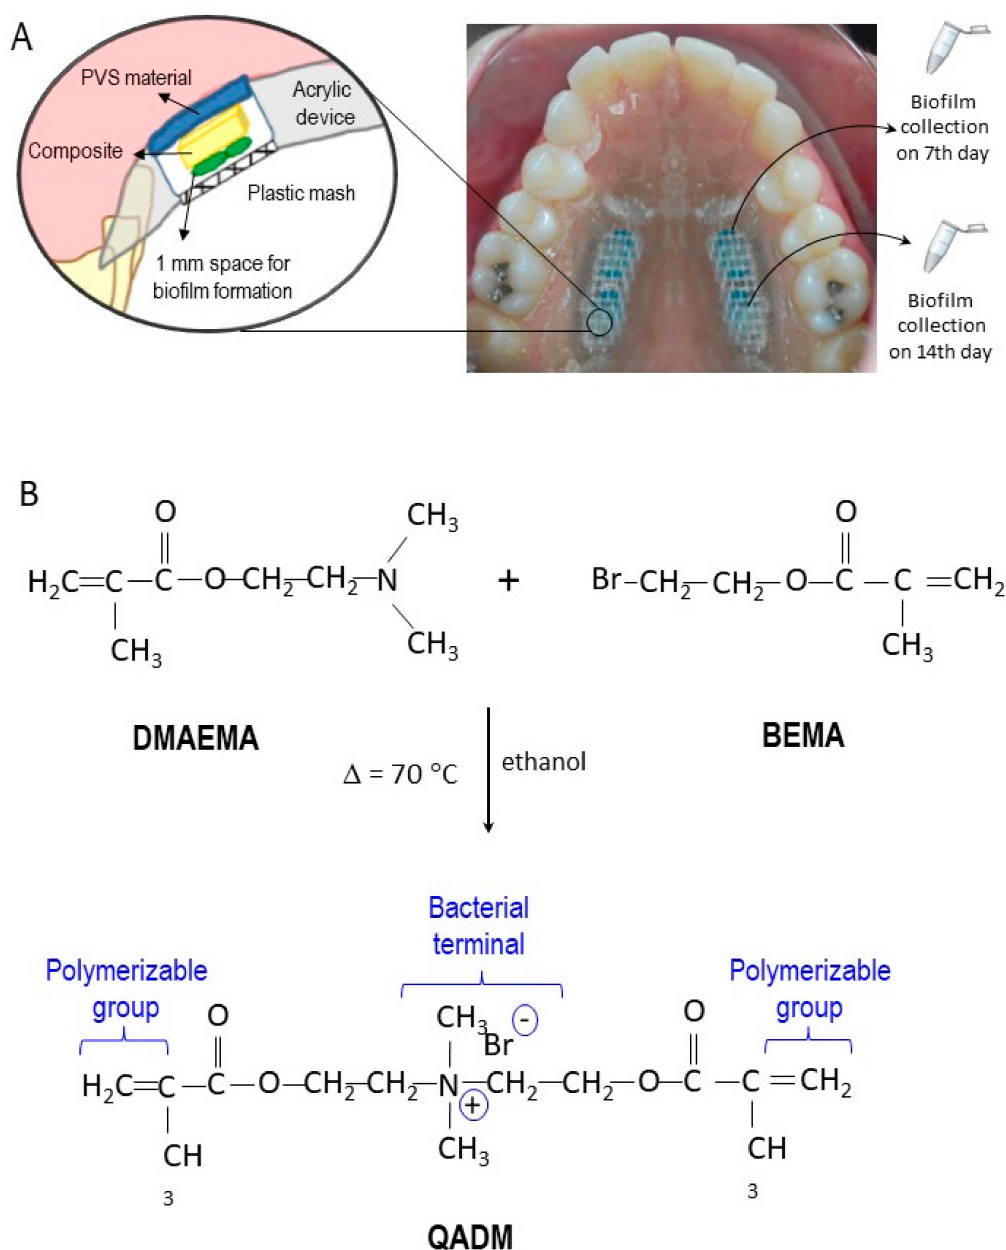 A
PVS material
Acrylic
device
Composite
Plastic mash
1 mm space for
biofilm formation
Biofilm
collection
on 7th day
Biofilm
collection
on 14th day
B
O
CH3
H2C=C-C-O-CH2-CH2-N
CH3
CH3
+
O
Br-CH2-CH2-O-C-C=CH2
CH3
DMAEMA
BEMA
Δ = 70 °C
ethanol
Bacterial
terminal
Polymerizable
group
Polymerizable
group
O
CH3
Br
-
O
H2C=C-C-O-CH2-CH2-N-CH2-CH2-O-C-C=CH2
+
CH
3
CH3
CH
3
QADM